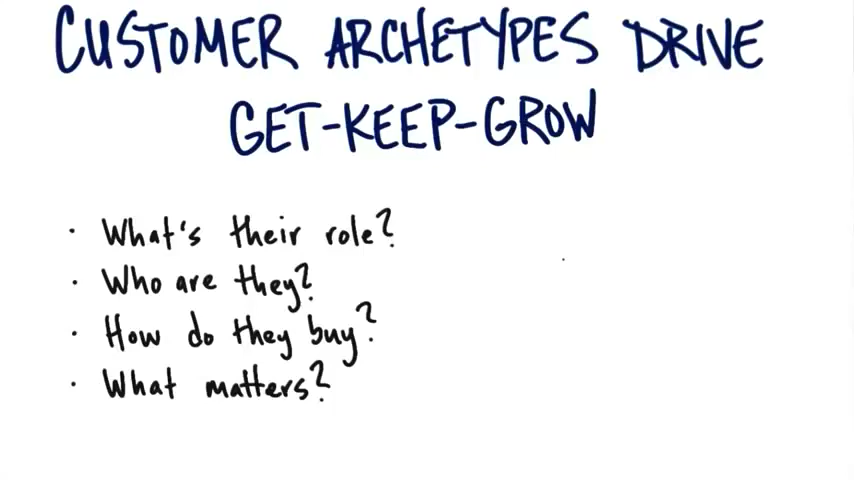 CUSTOMER ARCHETYPES DRIVE
GET-KEEP-GROW
· What's their role?
· Who are they?
· How do they buy?
· What matters?